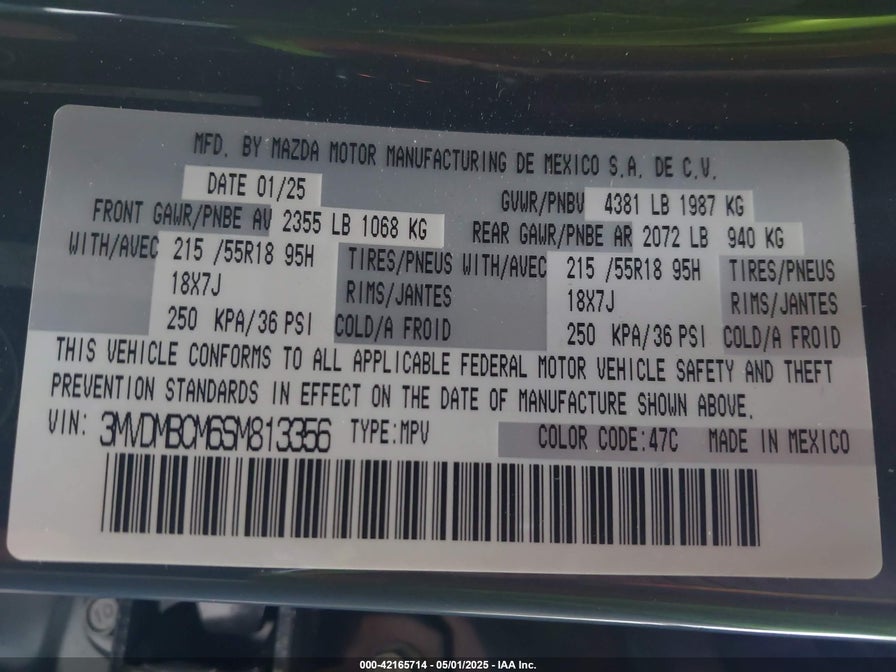 MFD. BY MAZDA MOTOR MANUFACTURING DE MEXICO S.A. DE C.V.
DATE 01/25 GVWR/PNBV 4381 LB 1987 KG
FRONT GAWR/PNBE AV 2355 LB 1068 KG REAR GAWR/PNBE AR 2072 LB 940 KG
WITH/AVEC 215 /55R18 95H TIRES/PNEUS WITH/AVEC 215 /55R18 95H TIRES/PNEUS
18X7J RIMS/JANTES 18X7J RIMS/JANTES
250 KPA/36 PSI COLD/A FROID 250 KPA/36 PSI COLD/A FROID
THIS VEHICLE CONFORMS TO ALL APPLICABLE FEDERAL MOTOR VEHICLE SAFETY AND THEFT
PREVENTION STANDARDS IN EFFECT ON THE DATE OF MANUFACTURE SHOWN ABOVE.
VIN: 3MVDMBCM6SM813356 TYPE:MPV COLOR CODE:47C MADE IN MEXICO
000-42165714 - 05/01/2025 - IAA Inc.